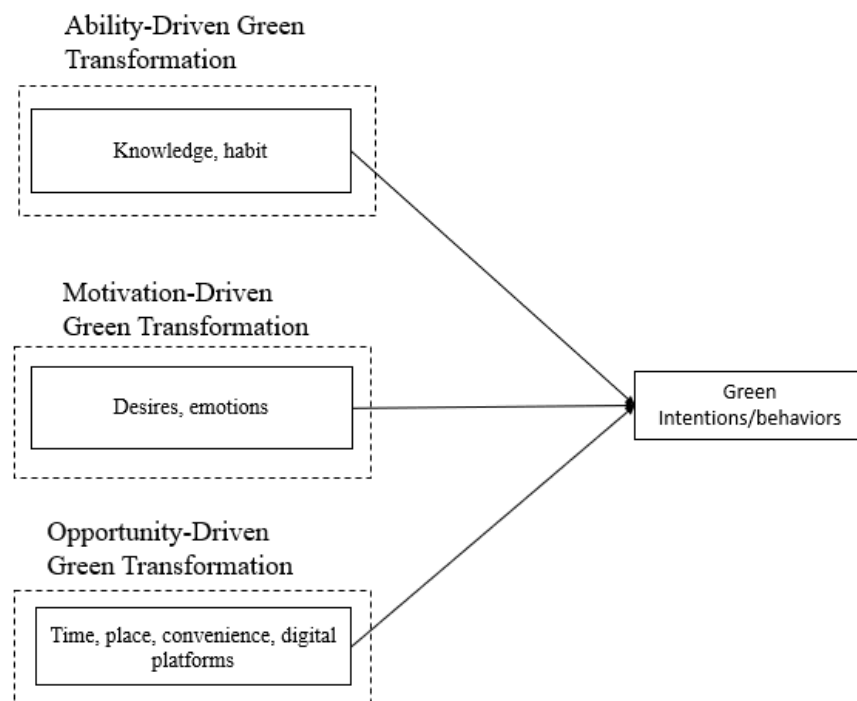 Ability-Driven Green
Transformation
Knowledge, habit
Motivation-Driven
Green Transformation
Desires, emotions
Green
Intentions/behaviors
Opportunity-Driven
Green Transformation
Time, place, convenience, digital
platforms